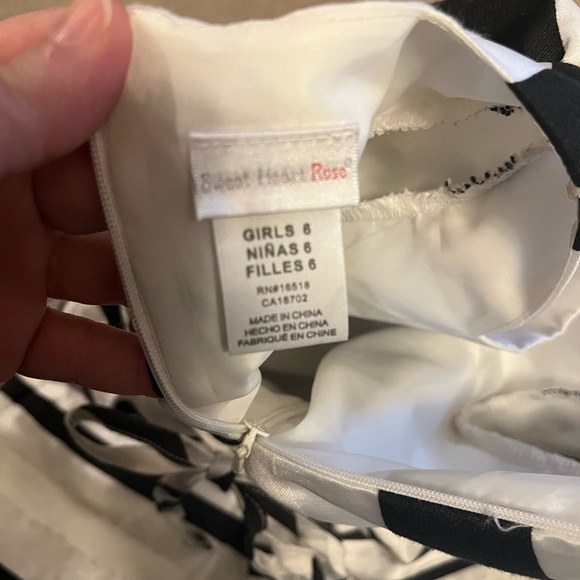 Sweet Heart Rose®
GIRLS 6
NIÑAS 6
FILLES 6
RN#16518
CA18702
MADE IN CHINA
HECHO EN CHINA
FABRIQUÉ EN CHINE